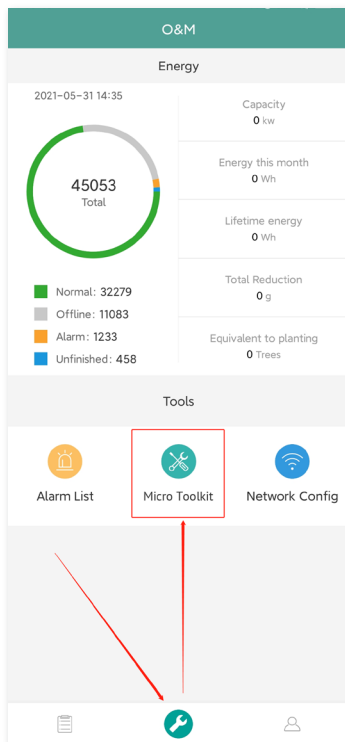 O&M
Energy
2021-05-31 14:35
45053
Total
Normal: 32279
Offline: 11083
Alarm: 1233
Unfinished: 458
Capacity
0 kw
Energy this month
0 Wh
Lifetime energy
0 Wh
Total Reduction
0 g
Equivalent to planting
0 Trees
Tools
Alarm List
Micro Toolkit
Network Config